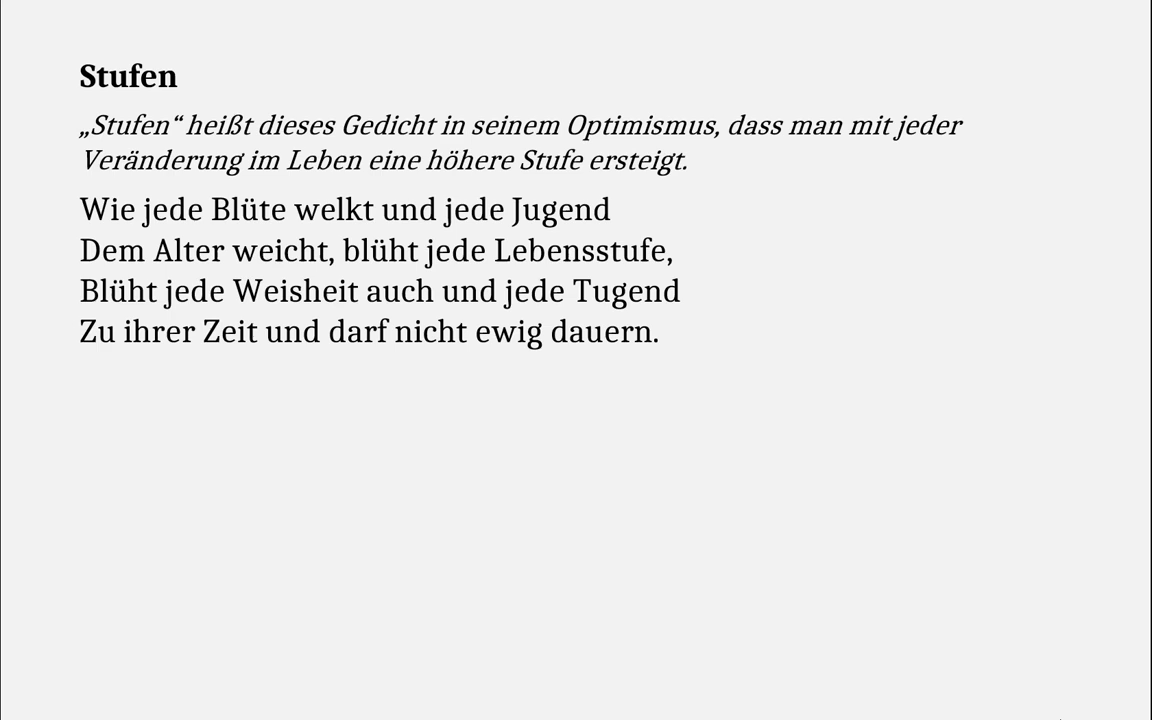 Stufen
„Stufen“ heißt dieses Gedicht in seinem Optimismus, dass man mit jeder
Veränderung im Leben eine höhere Stufe ersteigt.
Wie jede Blüte welkt und jede Jugend
Dem Alter weicht, blüht jede Lebensstufe,
Blüht jede Weisheit auch und jede Tugend
Zu ihrer Zeit und darf nicht ewig dauern.